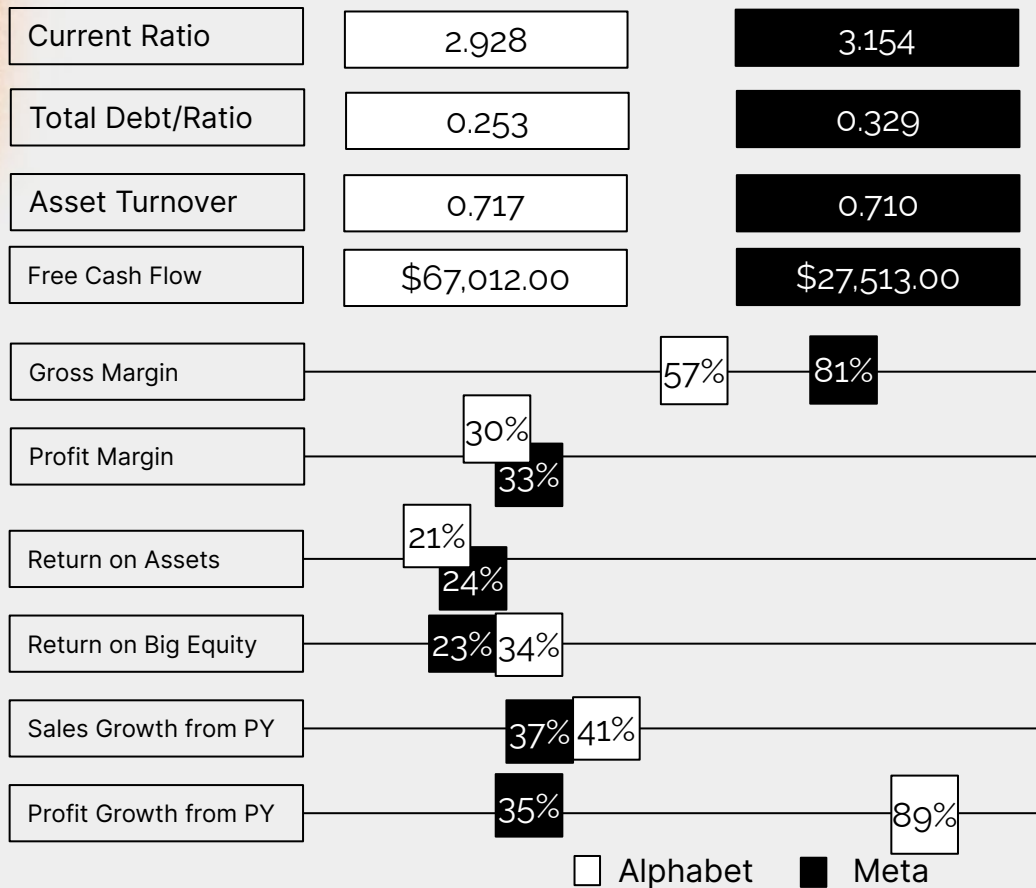 Current Ratio 2.928 3.154
Total Debt/Ratio 0.253 0.329
Asset Turnover 0.717 0.710
Free Cash Flow $67,012.00 $27,513.00
Gross Margin 57% 81%
Profit Margin 30% 33%
Return on Assets 21% 24%
Return on Big Equity 23% 34%
Sales Growth from PY 37% 41%
Profit Growth from PY 35% 89%
Alphabet Meta